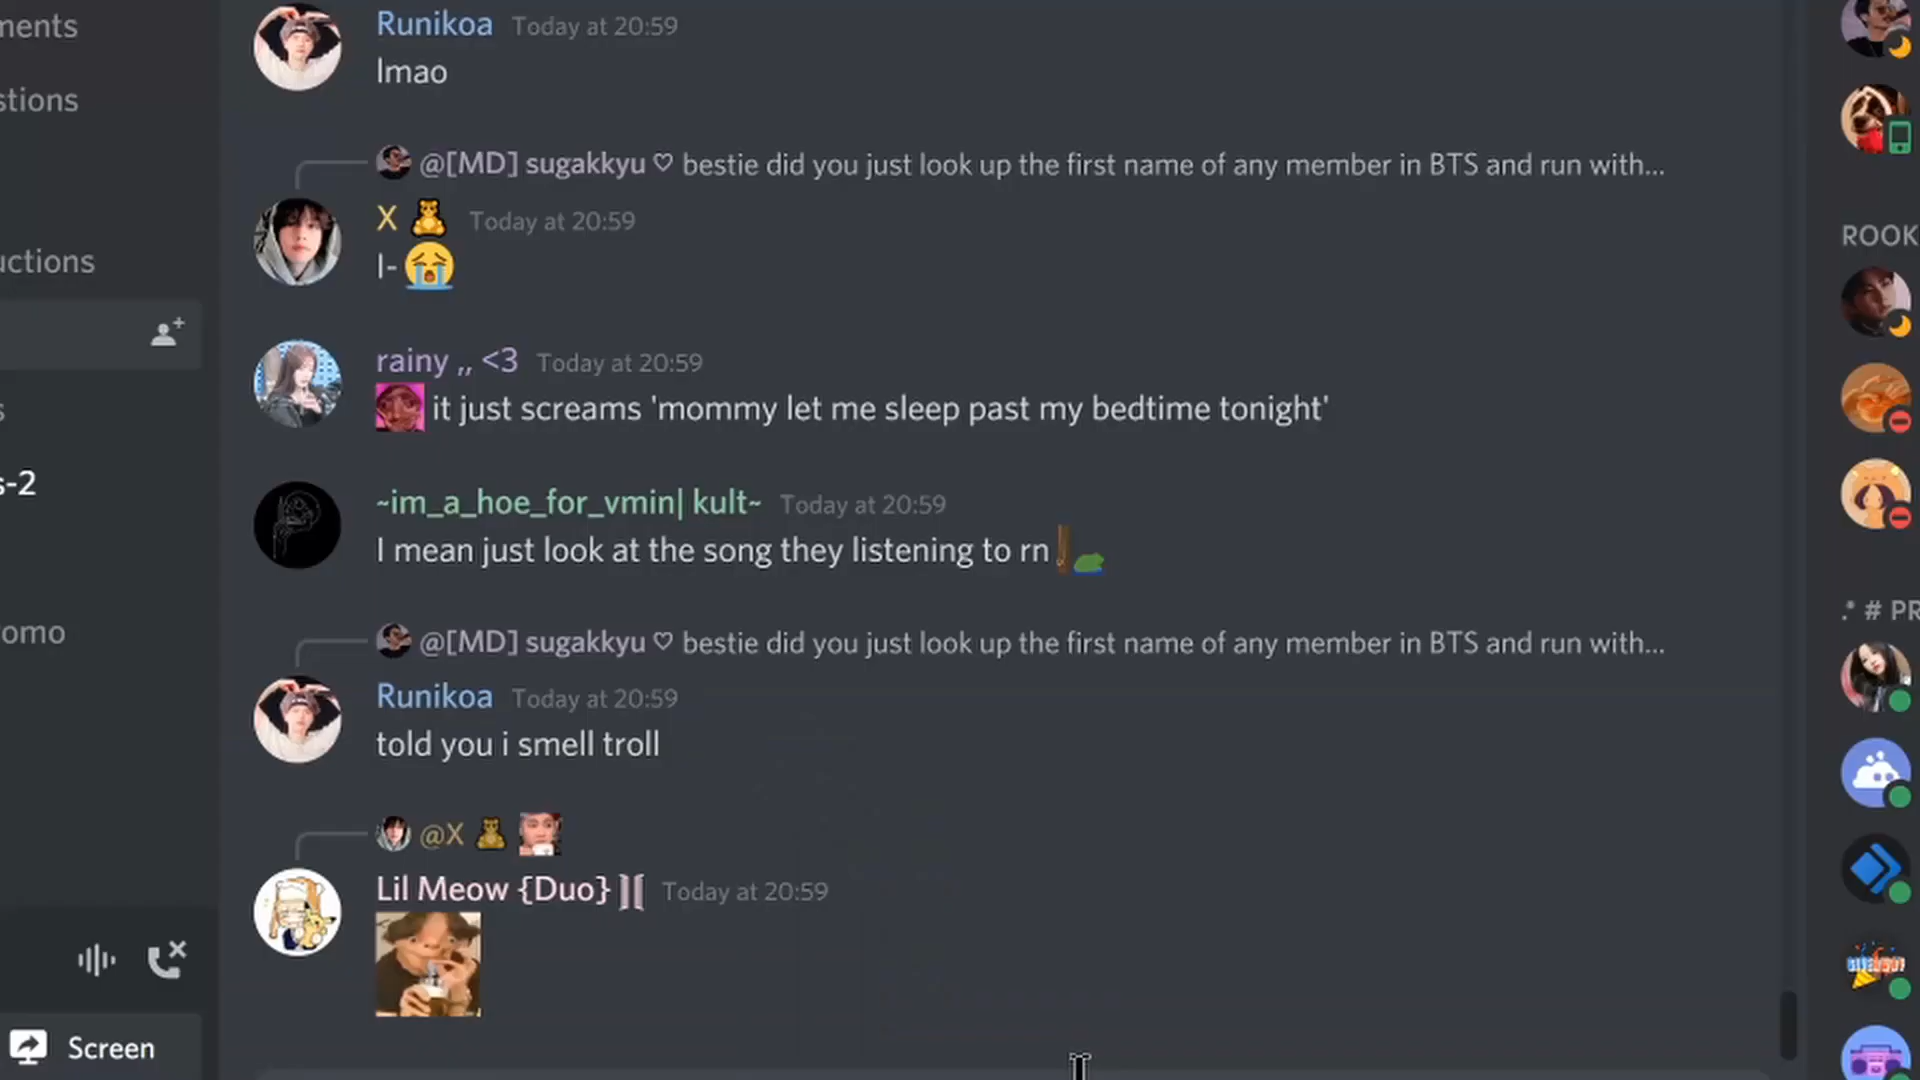 ments
stions
uctions
s
s-2
omo
Screen
Runikoa Today at 20:59
lmao
@[MD] sugakkyu ♡ bestie did you just look up the first name of any member in BTS and run with...
X 🧸 Today at 20:59
I- 😭
rainy ,, <3 Today at 20:59
it just screams 'mommy let me sleep past my bedtime tonight'
~im_a_hoe_for_vmin| kult~ Today at 20:59
I mean just look at the song they listening to rn
@[MD] sugakkyu ♡ bestie did you just look up the first name of any member in BTS and run with...
Runikoa Today at 20:59
told you i smell troll
@X 🧸
Lil Meow {Duo} Today at 20:59
ROOK
.* # PR